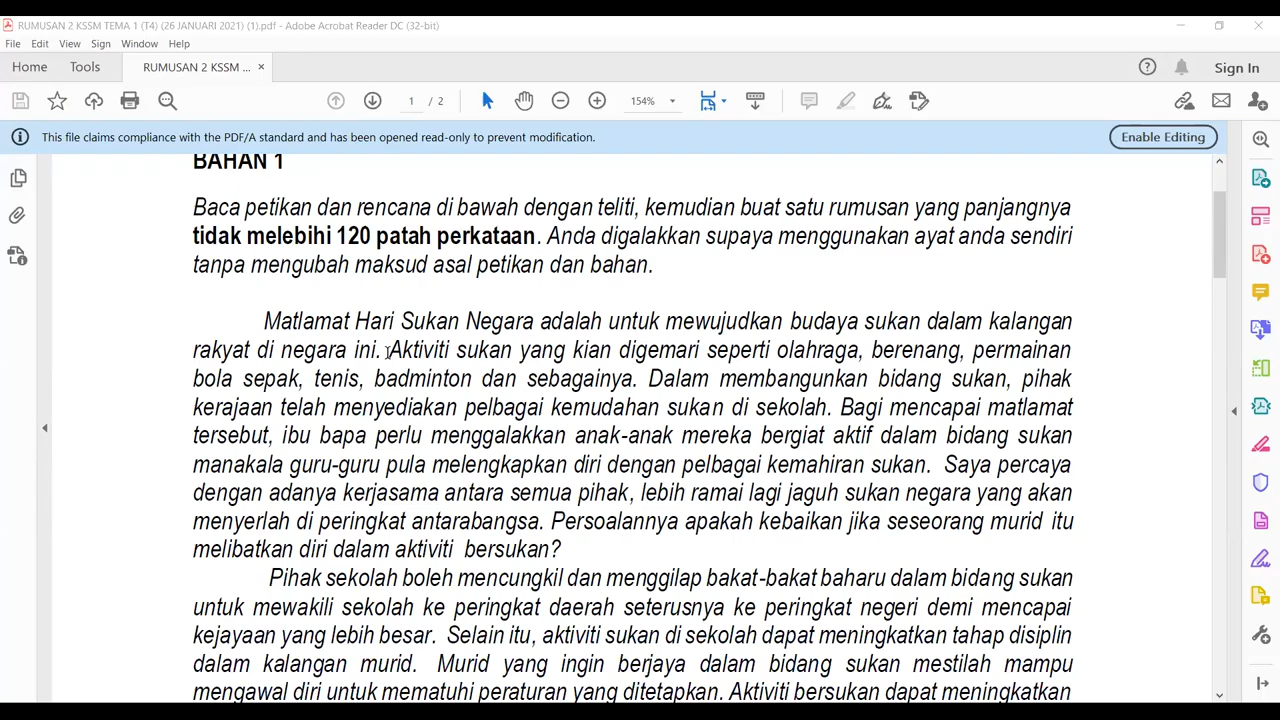 RUMUSAN 2 KSSM TEMA 1 (T4) (26 JANUARI 2021) (1).pdf - Adobe Acrobat Reader DC (32-bit)
File Edit View Sign Window Help
Home Tools RUMUSAN 2 KSSM ... × Sign In
1 / 2 154%
This file claims compliance with the PDF/A standard and has been opened read-only to prevent modification. Enable Editing
BAHAN 1
Baca petikan dan rencana di bawah dengan teliti, kemudian buat satu rumusan yang panjangnya
tidak melebihi 120 patah perkataan. Anda digalakkan supaya menggunakan ayat anda sendiri
tanpa mengubah maksud asal petikan dan bahan.
Matlamat Hari Sukan Negara adalah untuk mewujudkan budaya sukan dalam kalangan
rakyat di negara ini. Aktiviti sukan yang kian digemari seperti olahraga, berenang, permainan
bola sepak, tenis, badminton dan sebagainya. Dalam membangunkan bidang sukan, pihak
kerajaan telah menyediakan pelbagai kemudahan sukan di sekolah. Bagi mencapai matlamat
tersebut, ibu bapa perlu menggalakkan anak-anak mereka bergiat aktif dalam bidang sukan
manakala guru-guru pula melengkapkan diri dengan pelbagai kemahiran sukan. Saya percaya
dengan adanya kerjasama antara semua pihak, lebih ramai lagi jaguh sukan negara yang akan
menyerlah di peringkat antarabangsa. Persoalannya apakah kebaikan jika seseorang murid itu
melibatkan diri dalam aktiviti bersukan?
Pihak sekolah boleh mencungkil dan menggilap bakat-bakat baharu dalam bidang sukan
untuk mewakili sekolah ke peringkat daerah seterusnya ke peringkat negeri demi mencapai
kejayaan yang lebih besar. Selain itu, aktiviti sukan di sekolah dapat meningkatkan tahap disiplin
dalam kalangan murid. Murid yang ingin berjaya dalam bidang sukan mestilah mampu
mengawal diri untuk mematuhi peraturan yang ditetapkan. Aktiviti bersukan dapat meningkatkan